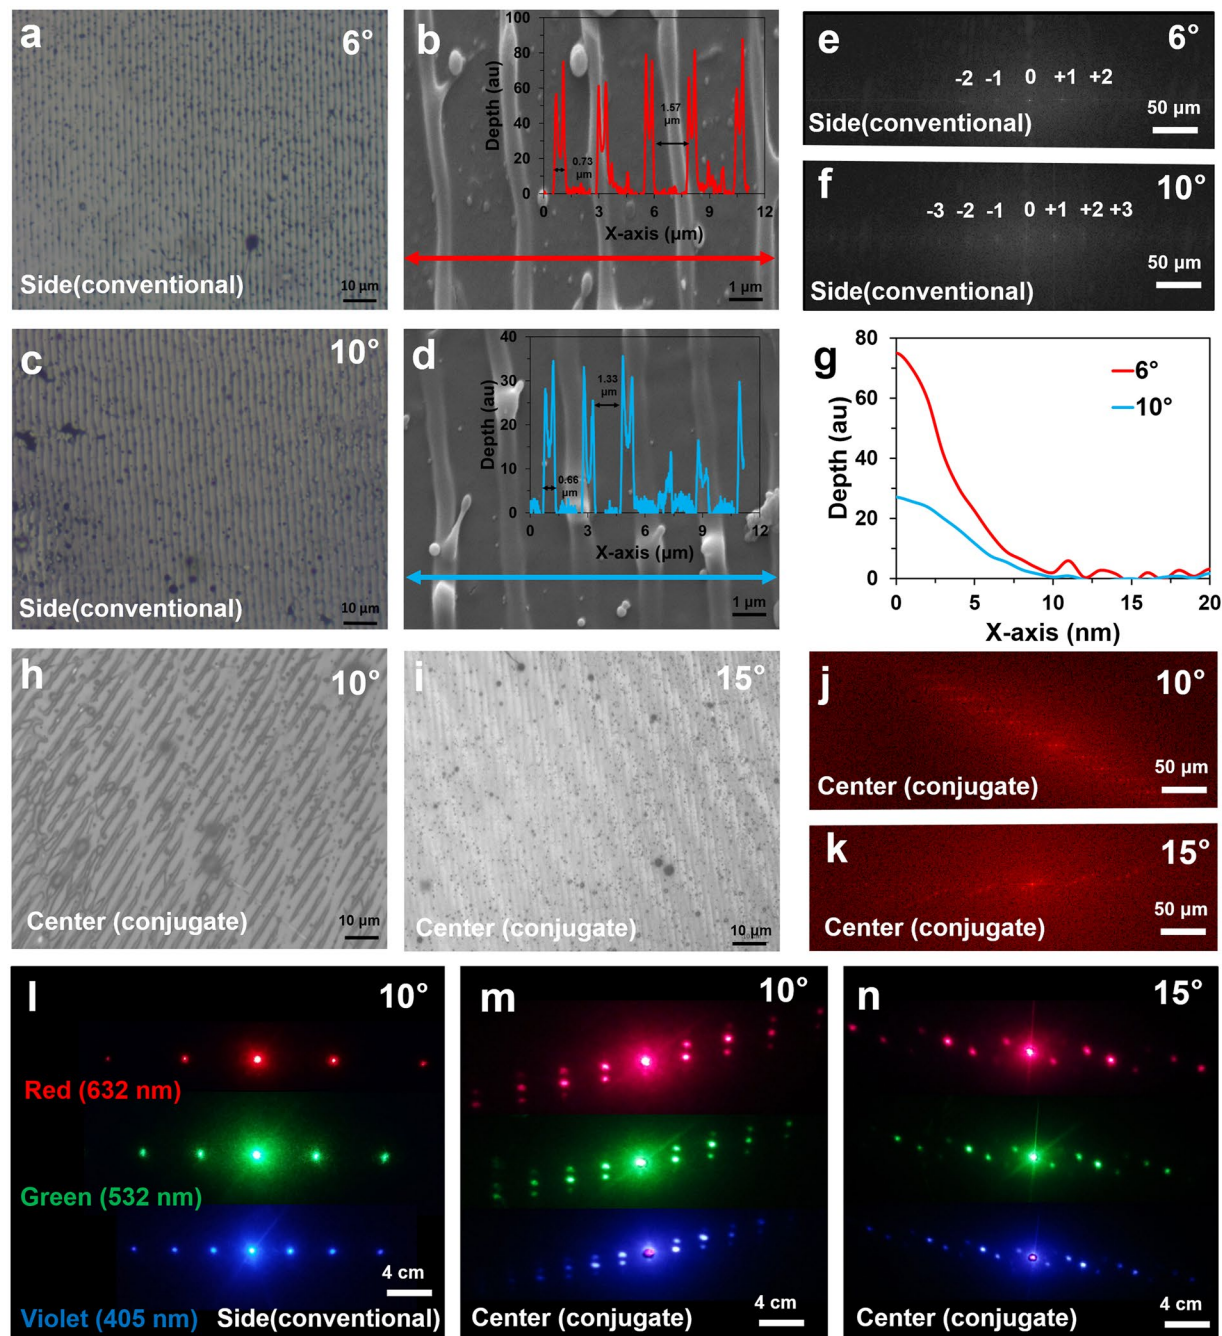 a
6°
Side(conventional)
10 µm
b
100
80
60
40
20
0
Depth (au)
0.73
µm
1.57
µm
0
3
6
9
12
X-axis (µm)
1 µm
e
6°
-2 -1 0 +1 +2
Side(conventional)
50 µm
f
10°
-3 -2 -1 0 +1 +2 +3
Side(conventional)
50 µm
c
10°
Side(conventional)
10 µm
d
40
30
20
10
0
Depth (au)
1.33
µm
0.66
µm
0
3
6
9
12
X-axis (µm)
1 µm
g
80
60
40
20
0
Depth (au)
6°
10°
0
5
10
15
20
X-axis (nm)
h
10°
Center (conjugate)
10 µm
i
15°
Center (conjugate)
10 µm
j
10°
Center (conjugate)
50 µm
k
15°
Center (conjugate)
50 µm
l
10°
Red (632 nm)
Green (532 nm)
Violet (405 nm)
Side(conventional)
4 cm
m
10°
Center (conjugate)
4 cm
n
15°
Center (conjugate)
4 cm